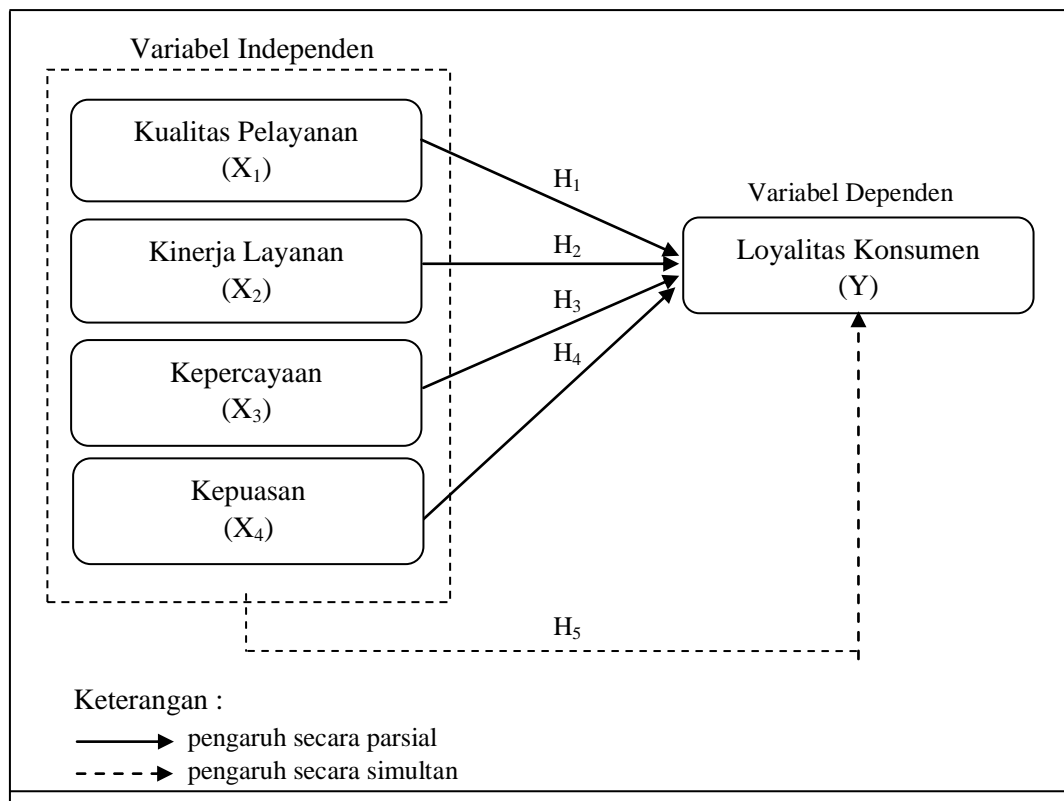 Variabel Independen
Kualitas Pelayanan
(X₁)
Kinerja Layanan
(X₂)
Kepercayaan
(X₃)
Kepuasan
(X₄)
H₁
H₂
H₃
H₄
Variabel Dependen
Loyalitas Konsumen
(Y)
H₅
Keterangan :
pengaruh secara parsial
pengaruh secara simultan